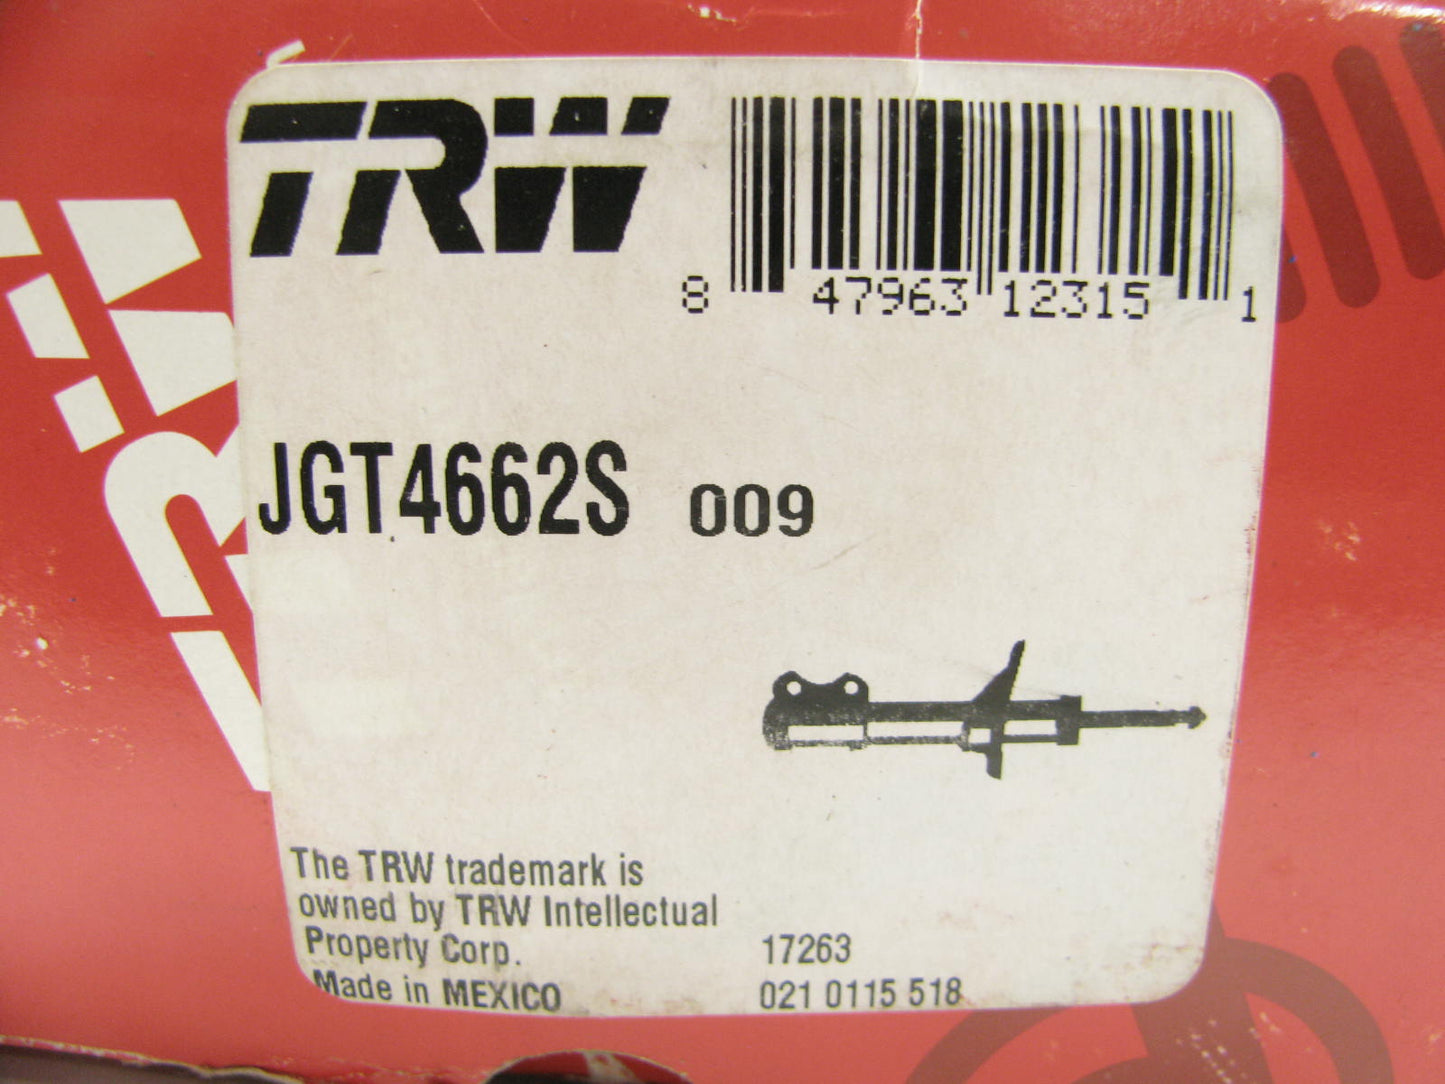 TRW
8 47963 12315 1
JGT4662S 009
The TRW trademark is
owned by TRW Intellectual
Property Corp.
Made in MEXICO
17263
021 0115 518